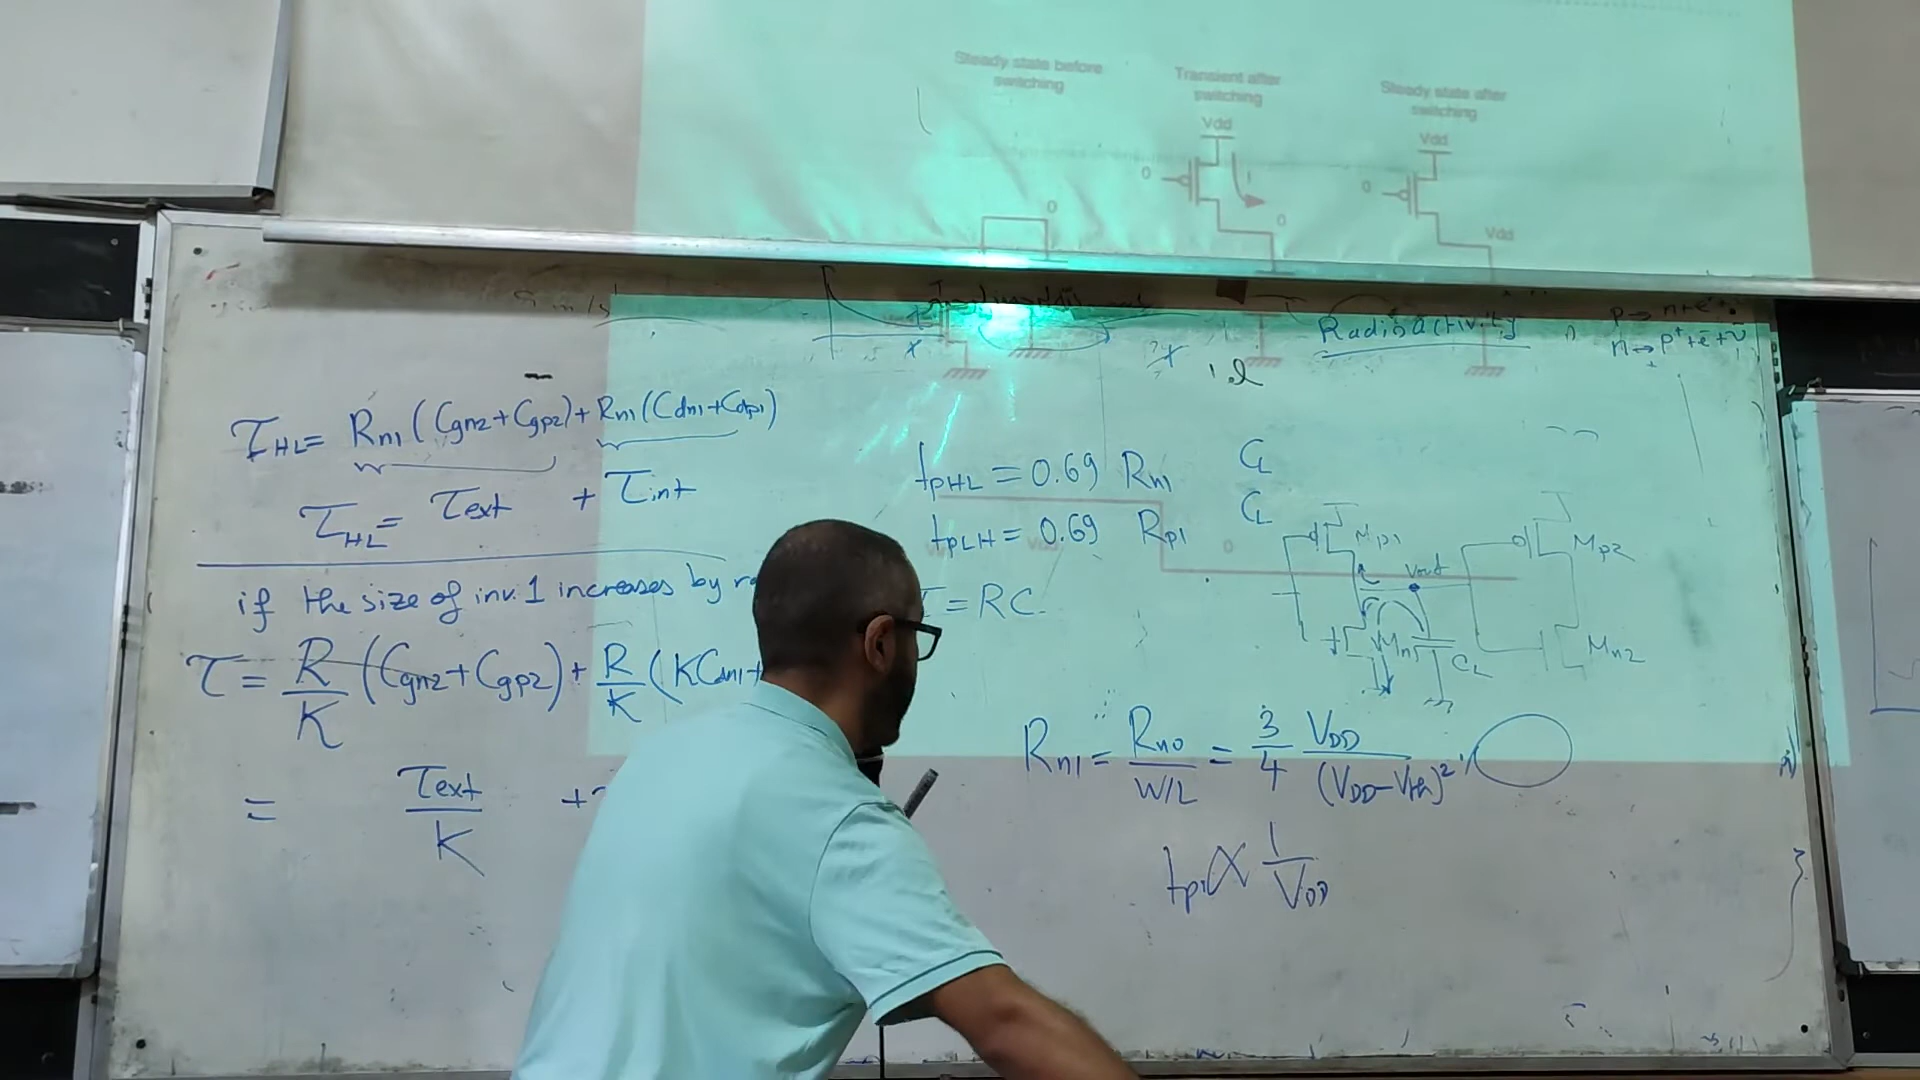 Steady state before
switching
Transient after
switching
Steady state after
switching
Vdd
Vdd
0
0
0
0
Vdd
Radioactivity
n → p⁺+e⁻+ν̄
τHL = Rn1 (Cgn2+Cgp2) + Rn1 (Cdn1+Cdp1)
τHL = τext + τint
if the size of inv. 1 increases by
τ = R/K (Cgn2+Cgp2) + R/K (KCdn1+
= τext/K +
tpHL = 0.69 Rn1 CL
tpLH = 0.69 Rp1 CL
= RC
0
Mp1
Mp2
Vout
Mn1
CL
Mn2
Rn1 = Rno/(W/L) = 3/4 VDD/(VDD-Vth)²
tp ∝ 1/VDD